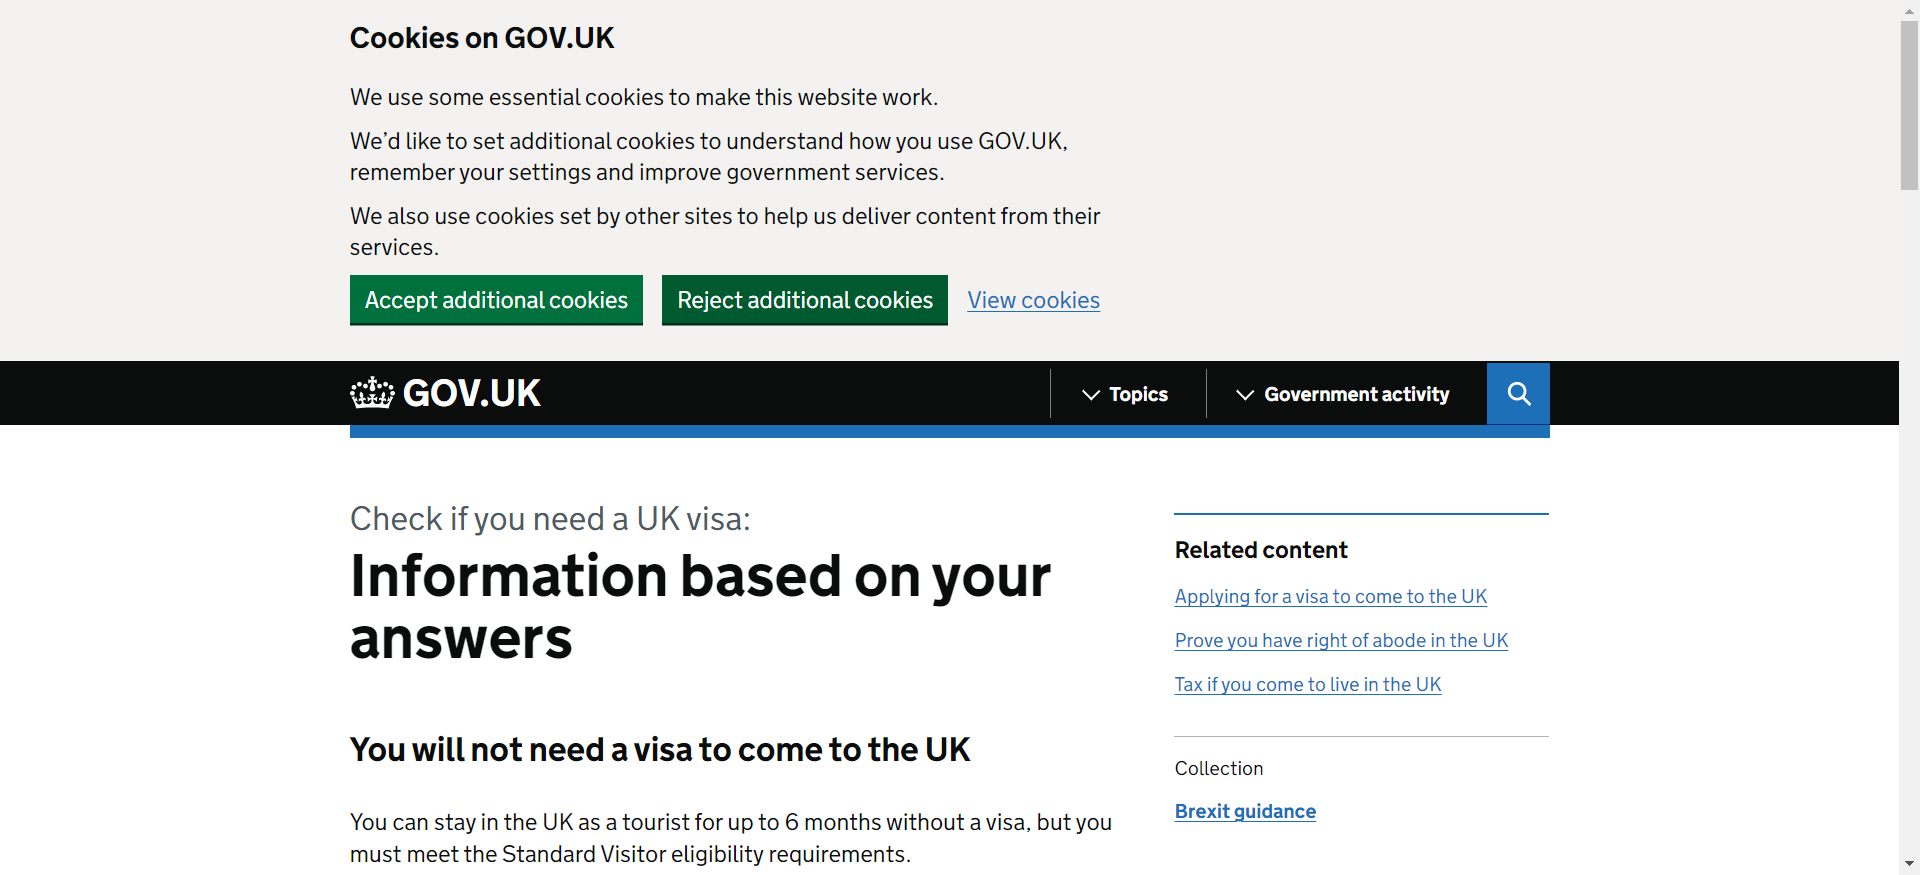 Cookies on GOV.UK
We use some essential cookies to make this website work.
We’d like to set additional cookies to understand how you use GOV.UK,
remember your settings and improve government services.
We also use cookies set by other sites to help us deliver content from their
services.
Accept additional cookies
Reject additional cookies
View cookies
GOV.UK
Topics
Government activity
Check if you need a UK visa:
Information based on your
answers
You will not need a visa to come to the UK
You can stay in the UK as a tourist for up to 6 months without a visa, but you
must meet the Standard Visitor eligibility requirements.
Related content
Applying for a visa to come to the UK
Prove you have right of abode in the UK
Tax if you come to live in the UK
Collection
Brexit guidance